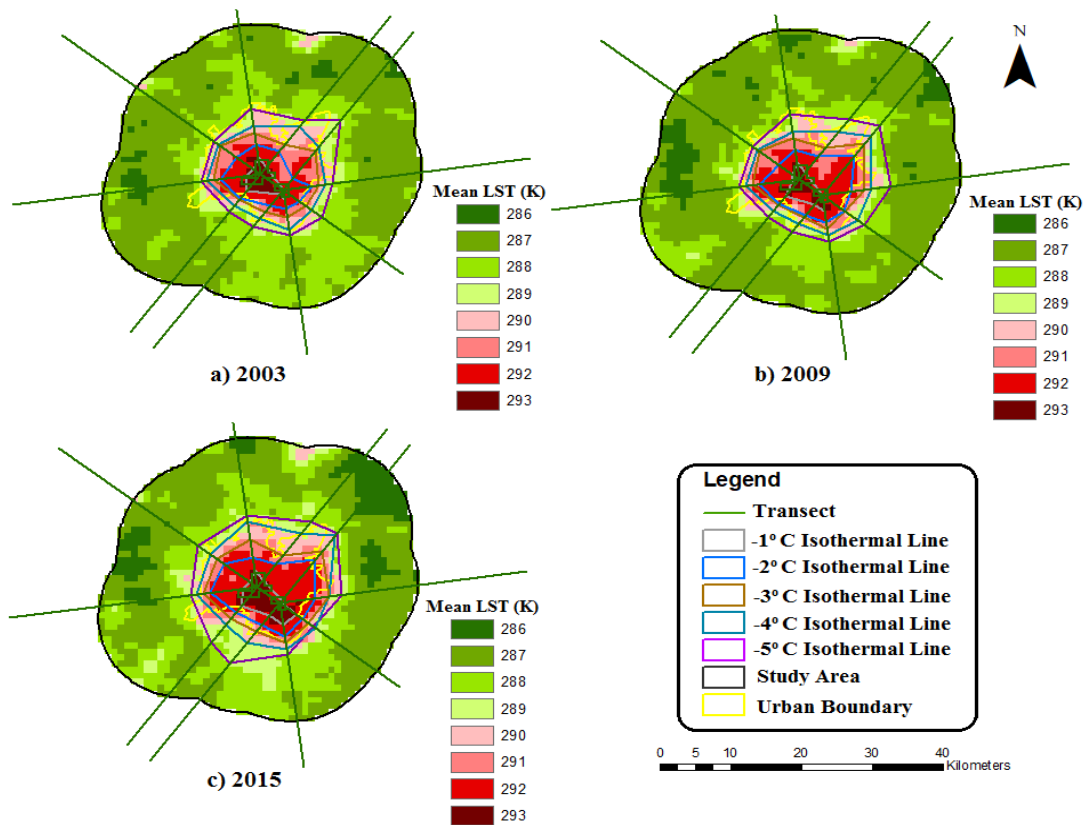 N
Mean LST (K)
286
287
288
289
290
291
292
293
a) 2003
Mean LST (K)
286
287
288
289
290
291
292
293
b) 2009
Mean LST (K)
286
287
288
289
290
291
292
293
c) 2015
Legend
Transect
-1° C Isothermal Line
-2° C Isothermal Line
-3° C Isothermal Line
-4° C Isothermal Line
-5° C Isothermal Line
Study Area
Urban Boundary
0 5 10 20 30 40
Kilometers